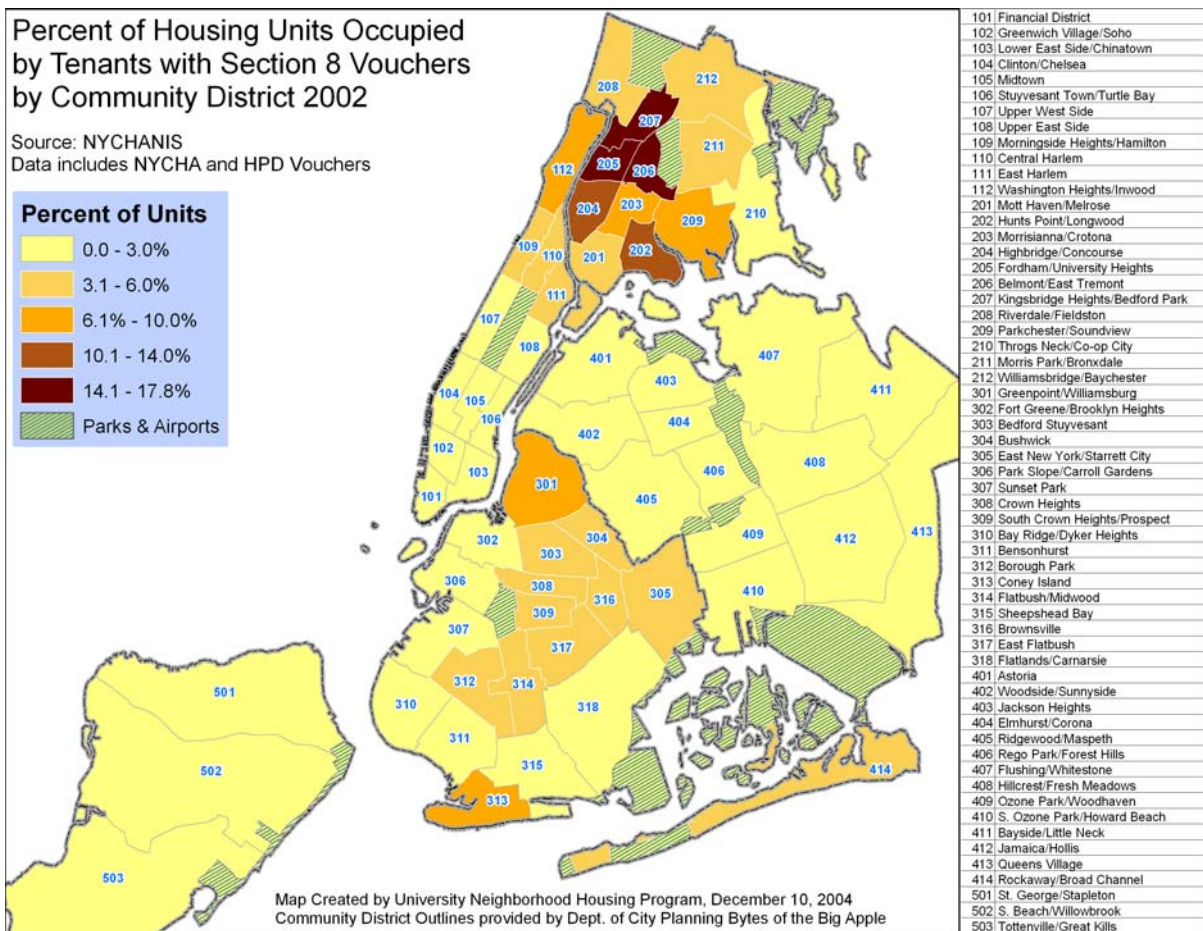 Percent of Housing Units Occupied
by Tenants with Section 8 Vouchers
by Community District 2002
Source: NYCHANIS
Data includes NYCHA and HPD Vouchers
Percent of Units
0.0 - 3.0%
3.1 - 6.0%
6.1% - 10.0%
10.1 - 14.0%
14.1 - 17.8%
Parks & Airports
208
212
207
211
205
206
112
204
203
209
210
109
110
201
202
111
107
108
401
403
407
411
104
105
106
402
404
408
102
103
406
101
301
405
302
303
304
409
412
413
306
308
316
305
410
309
307
317
312
314
310
318
311
315
313
414
501
502
503
Map Created by University Neighborhood Housing Program, December 10, 2004
Community District Outlines provided by Dept. of City Planning Bytes of the Big Apple
101 Financial District
102 Greenwich Village/Soho
103 Lower East Side/Chinatown
104 Clinton/Chelsea
105 Midtown
106 Stuyvesant Town/Turtle Bay
107 Upper West Side
108 Upper East Side
109 Morningside Heights/Hamilton
110 Central Harlem
111 East Harlem
112 Washington Heights/Inwood
201 Mott Haven/Melrose
202 Hunts Point/Longwood
203 Morrisianna/Crotona
204 Highbridge/Concourse
205 Fordham/University Heights
206 Belmont/East Tremont
207 Kingsbridge Heights/Bedford Park
208 Riverdale/Fieldston
209 Parkchester/Soundview
210 Throgs Neck/Co-op City
211 Morris Park/Bronxdale
212 Williamsbridge/Baychester
301 Greenpoint/Williamsburg
302 Fort Greene/Brooklyn Heights
303 Bedford Stuyvesant
304 Bushwick
305 East New York/Starrett City
306 Park Slope/Carroll Gardens
307 Sunset Park
308 Crown Heights
309 South Crown Heights/Prospect
310 Bay Ridge/Dyker Heights
311 Bensonhurst
312 Borough Park
313 Coney Island
314 Flatbush/Midwood
315 Sheepshead Bay
316 Brownsville
317 East Flatbush
318 Flatlands/Carnarsie
401 Astoria
402 Woodside/Sunnyside
403 Jackson Heights
404 Elmhurst/Corona
405 Ridgewood/Maspeth
406 Rego Park/Forest Hills
407 Flushing/Whitestone
408 Hillcrest/Fresh Meadows
409 Ozone Park/Woodhaven
410 S. Ozone Park/Howard Beach
411 Bayside/Little Neck
412 Jamaica/Hollis
413 Queens Village
414 Rockaway/Broad Channel
501 St. George/Stapleton
502 S. Beach/Willowbrook
503 Tottenville/Great Kills